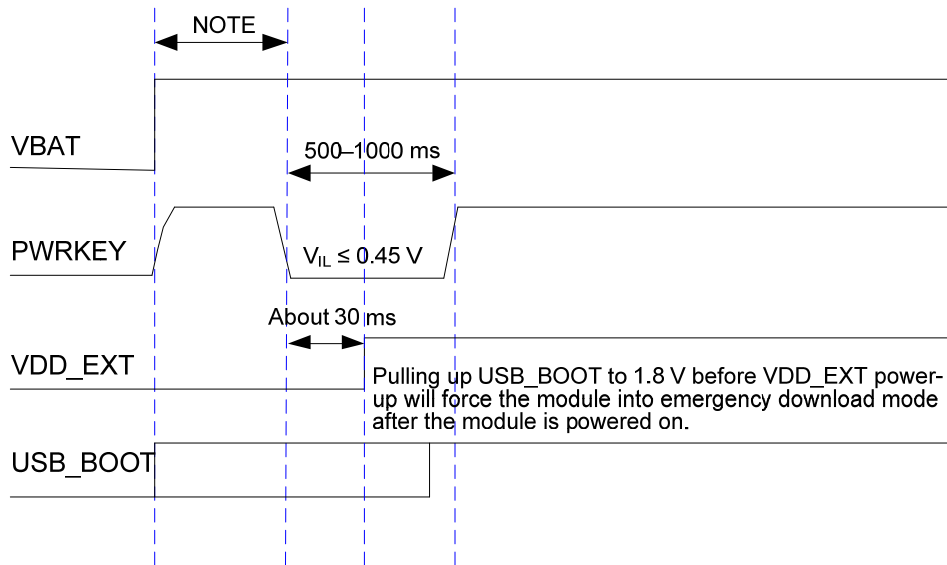 NOTE
VBAT
500–1000 ms
PWRKEY
VIL ≤ 0.45 V
About 30 ms
VDD_EXT
Pulling up USB_BOOT to 1.8 V before VDD_EXT power-
up will force the module into emergency download mode
after the module is powered on.
USB_BOOT